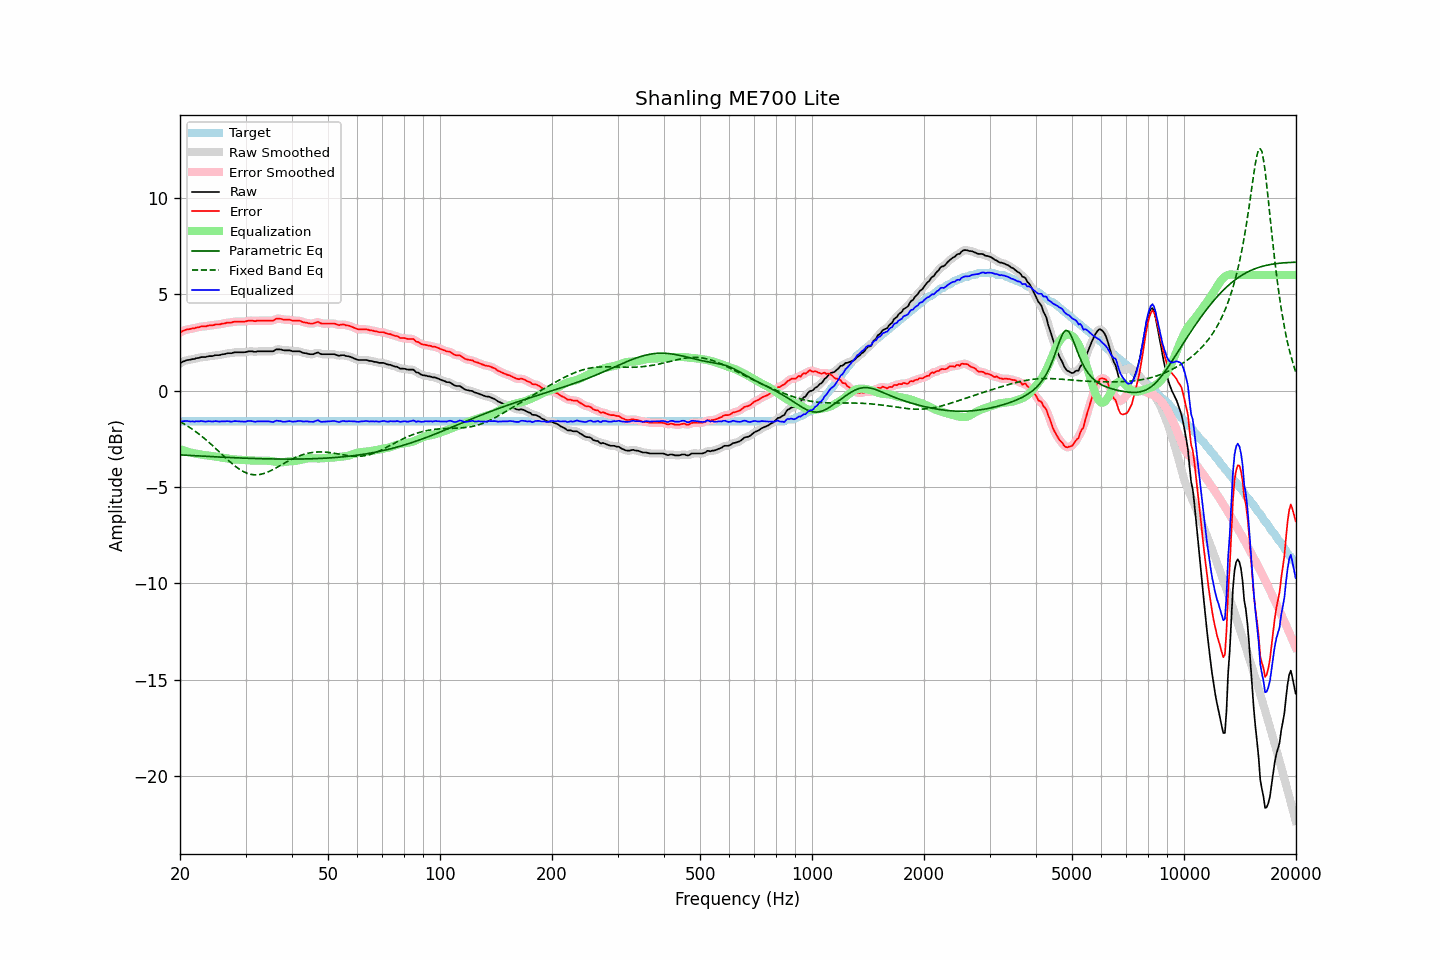 Shanling ME700 Lite
Target
Raw Smoothed
Error Smoothed
Raw
Error
Equalization
Parametric Eq
Fixed Band Eq
Equalized
Amplitude (dBr)
10
5
0
−5
−10
−15
−20
20 50 100 200 500 1000 2000 5000 10000 20000
Frequency (Hz)